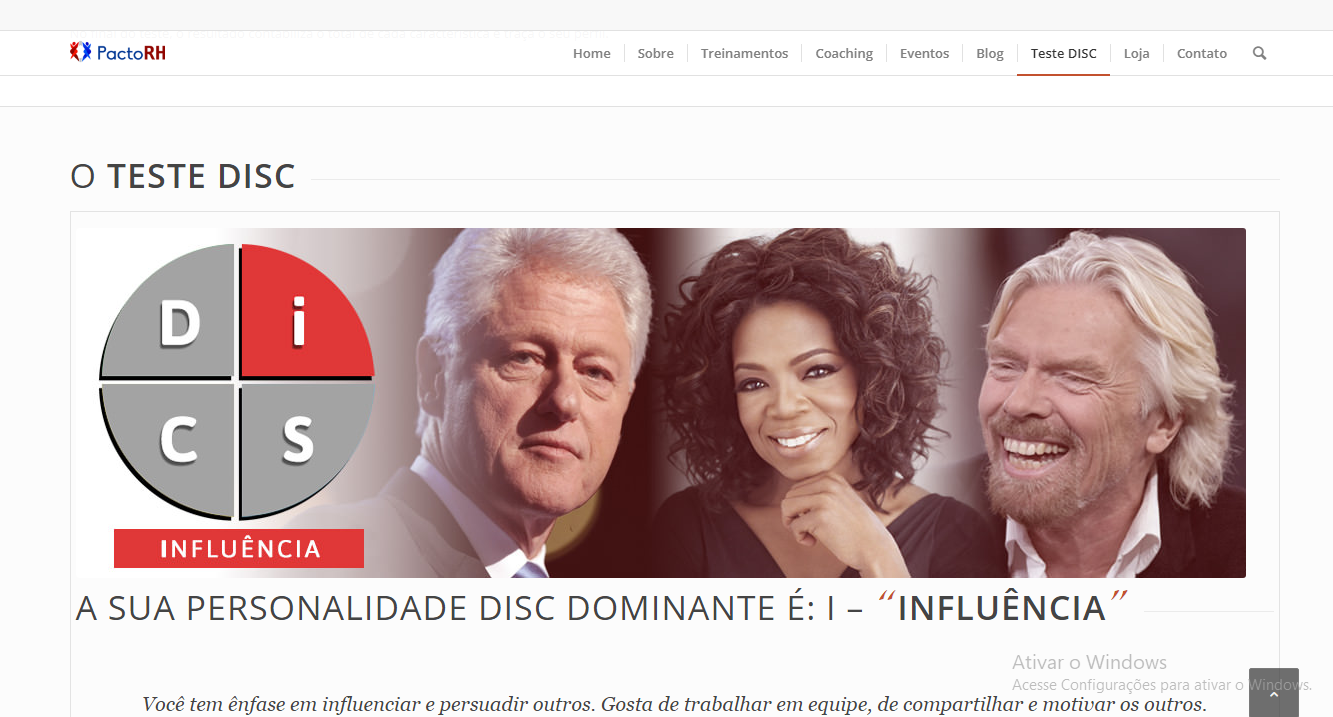 PactoRH
Home Sobre Treinamentos Coaching Eventos Blog Teste DISC Loja Contato
O TESTE DISC
D i
C S
INFLUÊNCIA
A SUA PERSONALIDADE DISC DOMINANTE É: I – “INFLUÊNCIA”
Ativar o Windows
Acesse Configurações para ativar o Windows.
Você tem ênfase em influenciar e persuadir outros. Gosta de trabalhar em equipe, de compartilhar e motivar os outros.